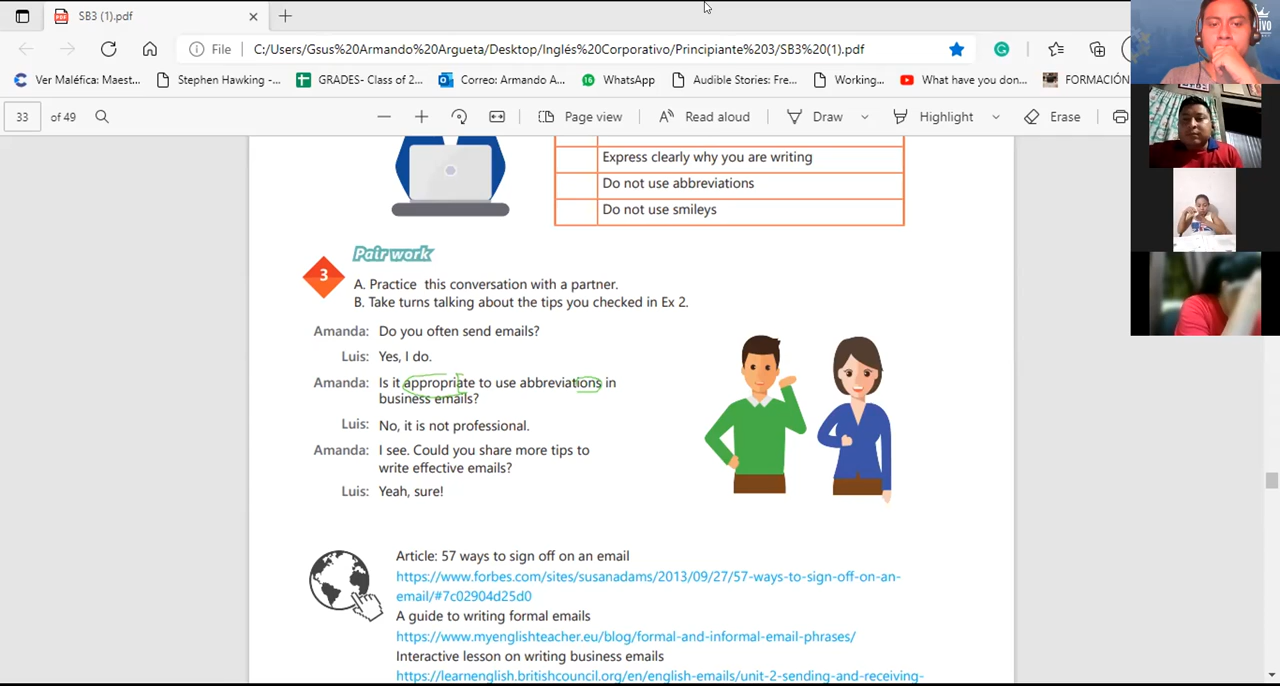 SB3 (1).pdf
File
C:/Users/Gsus%20Armando%20Argueta/Desktop/Inglés%20Corporativo/Principiante%203/SB3%20(1).pdf
Ver Maléfica: Maest...
Stephen Hawking -...
GRADES- Class of 2...
Correo: Armando A...
WhatsApp
Audible Stories: Fre...
Working...
What have you don...
FORMACIÓN
33 of 49
Page view
Read aloud
Draw
Highlight
Erase
Express clearly why you are writing
Do not use abbreviations
Do not use smileys
Pair work
3
A. Practice this conversation with a partner.
B. Take turns talking about the tips you checked in Ex 2.
Amanda: Do you often send emails?
Luis: Yes, I do.
Amanda: Is it appropriate to use abbreviations in
business emails?
Luis: No, it is not professional.
Amanda: I see. Could you share more tips to
write effective emails?
Luis: Yeah, sure!
Article: 57 ways to sign off on an email
https://www.forbes.com/sites/susanadams/2013/09/27/57-ways-to-sign-off-on-an-
email/#7c02904d25d0
A guide to writing formal emails
https://www.myenglishteacher.eu/blog/formal-and-informal-email-phrases/
Interactive lesson on writing business emails
https://learnenglish.britishcouncil.org/en/english-emails/unit-2-sending-and-receiving-